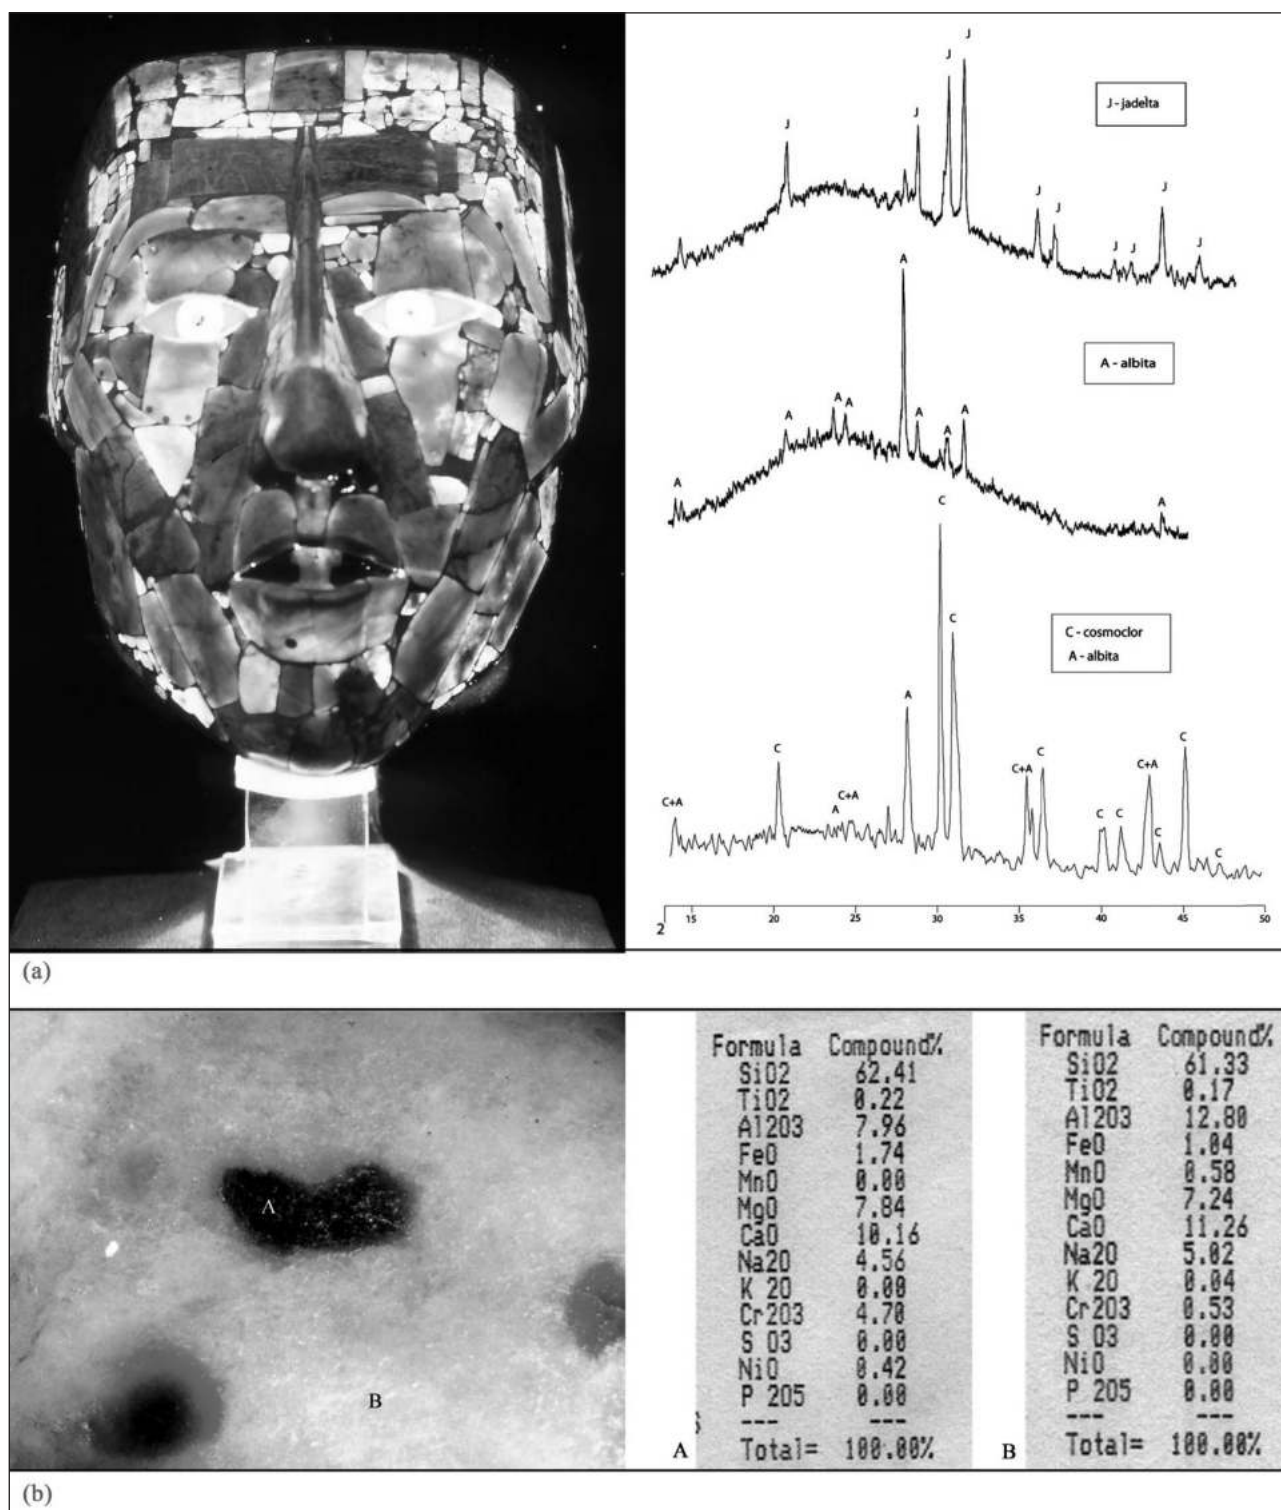 J
J
J
J
J
J
J
J
J
J
J - jadeita
A
A
A
A
A
A
A
A
A
A - albita
C
C
A
C
C+A
A
C+A
C+A
C
C
C
C+A
C
C
C
C - cosmoclor
A - albita
15 20 25 30 35 40 45 50
2
(a)
A
B
Formula Compound%
SiO2 62.41
TiO2 0.22
Al2O3 7.96
FeO 1.74
MnO 0.00
MgO 7.84
CaO 10.16
Na2O 4.56
K 2O 0.00
Cr2O3 4.70
S O3 0.00
NiO 0.42
P 2O5 0.00
--- ---
Total= 100.00%
A
Formula Compound%
SiO2 61.33
TiO2 0.17
Al2O3 12.80
FeO 1.04
MnO 0.58
MgO 7.24
CaO 11.26
Na2O 5.02
K 2O 0.04
Cr2O3 0.53
S O3 0.00
NiO 0.00
P 2O5 0.00
--- ---
Total= 100.00%
B
(b)